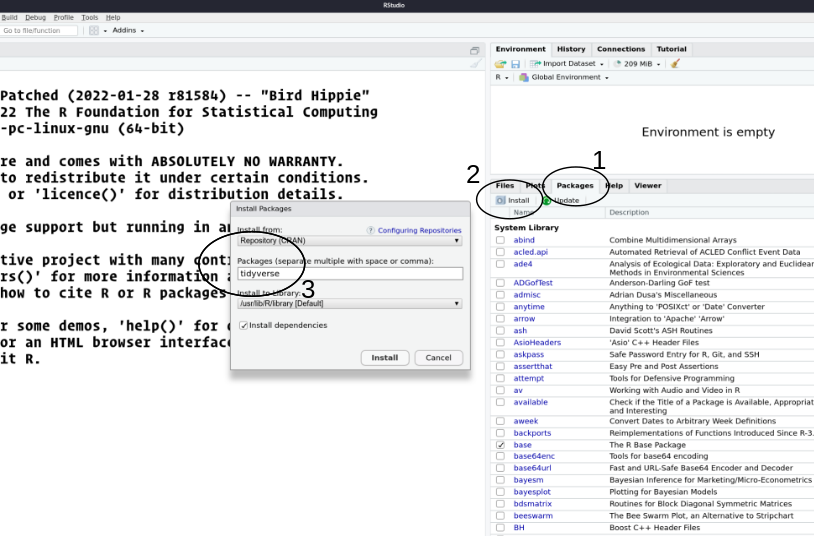 RStudio
Build Debug Profile Tools Help
Go to file/function
Addins
Patched (2022-01-28 r81584) -- "Bird Hippie"
22 The R Foundation for Statistical Computing
-pc-linux-gnu (64-bit)
re and comes with ABSOLUTELY NO WARRANTY.
to redistribute it under certain conditions.
or 'licence()' for distribution details.
ge support but running in an
tive project with many cont
rs()' for more information a
how to cite R or R packages
r some demos, 'help()' for o
or an HTML browser interface
it R.
Install Packages
Install from:
Configuring Repositories
Repository (CRAN)
Packages (separate multiple with space or comma):
tidyverse
3
Install to Library:
/usr/lib/R/library [Default]
Install dependencies
Install Cancel
Environment History Connections Tutorial
Import Dataset 209 MiB
R Global Environment
Environment is empty
1
2
Files Plots Packages Help Viewer
Install Update
Name Description
System Library
abind Combine Multidimensional Arrays
acled.api Automated Retrieval of ACLED Conflict Event Data
ade4 Analysis of Ecological Data: Exploratory and Euclidean
Methods in Environmental Sciences
ADGofTest Anderson-Darling GoF test
admisc Adrian Dusa's Miscellaneous
anytime Anything to 'POSIXct' or 'Date' Converter
arrow Integration to 'Apache' 'Arrow'
ash David Scott's ASH Routines
AsioHeaders 'Asio' C++ Header Files
askpass Safe Password Entry for R, Git, and SSH
assertthat Easy Pre and Post Assertions
attempt Tools for Defensive Programming
av Working with Audio and Video in R
available Check if the Title of a Package is Available, Appropriat
and Interesting
aweek Convert Dates to Arbitrary Week Definitions
backports Reimplementations of Functions Introduced Since R-3.
base The R Base Package
base64enc Tools for base64 encoding
base64url Fast and URL-Safe Base64 Encoder and Decoder
bayesm Bayesian Inference for Marketing/Micro-Econometrics
bayesplot Plotting for Bayesian Models
bdsmatrix Routines for Block Diagonal Symmetric Matrices
beeswarm The Bee Swarm Plot, an Alternative to Stripchart
BH Boost C++ Header Files